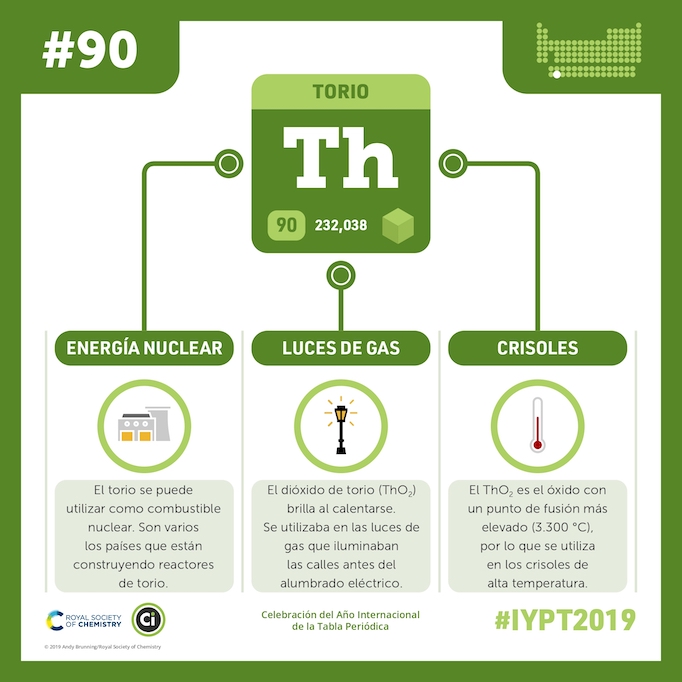 #90
TORIO
Th
90 232,038
ENERGÍA NUCLEAR
El torio se puede
utilizar como combustible
nuclear. Son varios
los países que están
construyendo reactores
de torio.
LUCES DE GAS
El dióxido de torio (ThO₂)
brilla al calentarse.
Se utilizaba en las luces de
gas que iluminaban
las calles antes del
alumbrado eléctrico.
CRISOLES
El ThO₂ es el óxido con
un punto de fusión más
elevado (3.300 °C),
por lo que se utiliza
en los crisoles de
alta temperatura.
ROYAL SOCIETY
OF CHEMISTRY
Ci
© 2019 Andy Brunning/Royal Society of Chemistry
Celebración del Año Internacional
de la Tabla Periódica
#IYPT2019